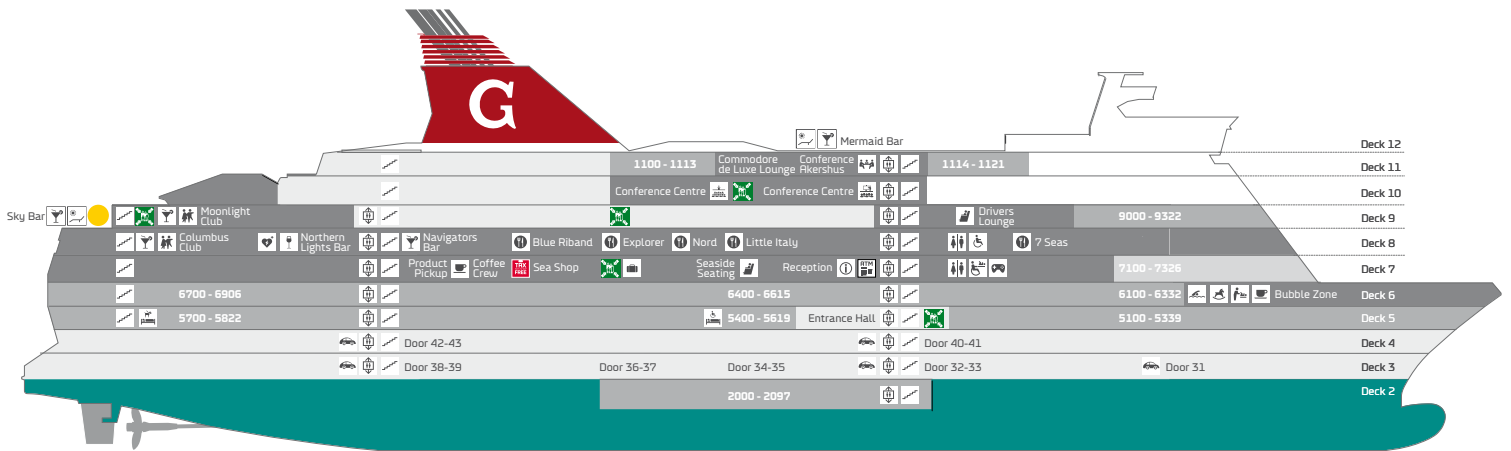 G
Mermaid Bar
Deck 12
1100 - 1113
Commodore
de Luxe Lounge
Conference
Akershus
1114 - 1121
Deck 11
Conference Centre
Conference Centre
Deck 10
Sky Bar
Moonlight
Club
Drivers
Lounge
9000 - 9322
Deck 9
Columbus
Club
Northern
Lights Bar
Navigators
Bar
Blue Riband
Explorer
Nord
Little Italy
7 Seas
Deck 8
Product
Pickup
Coffee
Crew
TAX
FREE
Sea Shop
Seaside
Seating
Reception
ATM
7100 - 7326
Deck 7
6700 - 6906
6400 - 6615
6100 - 6332
Bubble Zone
Deck 6
5700 - 5822
5400 - 5619
Entrance Hall
5100 - 5339
Deck 5
Door 42-43
Door 40-41
Deck 4
Door 38-39
Door 36-37
Door 34-35
Door 32-33
Door 31
Deck 3
2000 - 2097
Deck 2